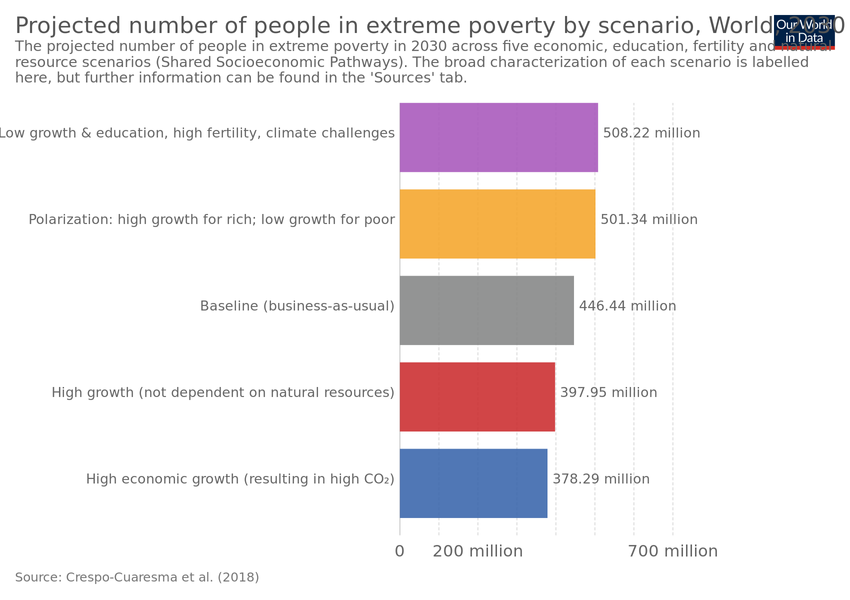 Projected number of people in extreme poverty by scenario, World, 2030
Our World
in Data
The projected number of people in extreme poverty in 2030 across five economic, education, fertility and natural
resource scenarios (Shared Socioeconomic Pathways). The broad characterization of each scenario is labelled
here, but further information can be found in the 'Sources' tab.
Low growth & education, high fertility, climate challenges 508.22 million
Polarization: high growth for rich; low growth for poor 501.34 million
Baseline (business-as-usual) 446.44 million
High growth (not dependent on natural resources) 397.95 million
High economic growth (resulting in high CO₂) 378.29 million
0 200 million 700 million
Source: Crespo-Cuaresma et al. (2018)